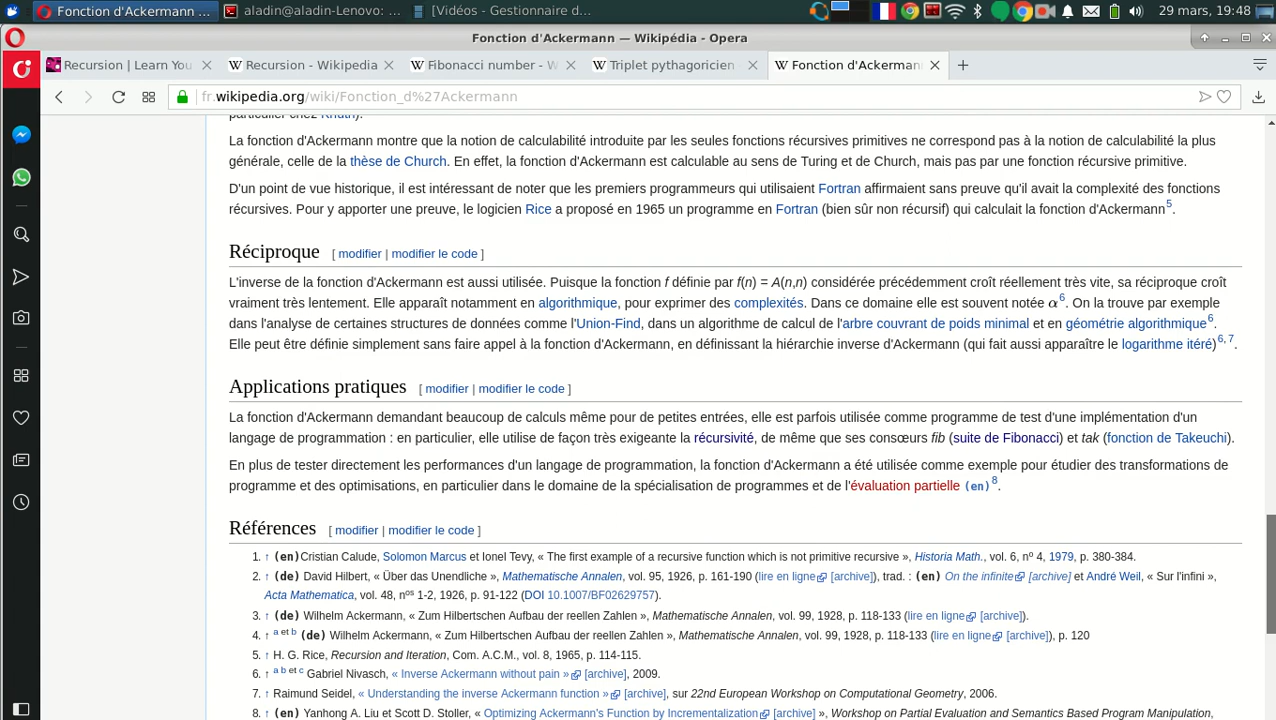 Fonction d'Ackermann ...
aladin@aladin-Lenovo: ...
[Vidéos - Gestionnaire d...
29 mars, 19:48
Fonction d'Ackermann — Wikipédia - Opera
Recursion | Learn You
Recursion - Wikipedia
Fibonacci number - W
Triplet pythagoricien
Fonction d'Ackermann
fr.wikipedia.org/wiki/Fonction_d%27Ackermann
particulier chez Knuth).
La fonction d'Ackermann montre que la notion de calculabilité introduite par les seules fonctions récursives primitives ne correspond pas à la notion de calculabilité la plus
générale, celle de la thèse de Church. En effet, la fonction d'Ackermann est calculable au sens de Turing et de Church, mais pas par une fonction récursive primitive.
D'un point de vue historique, il est intéressant de noter que les premiers programmeurs qui utilisaient Fortran affirmaient sans preuve qu'il avait la complexité des fonctions
récursives. Pour y apporter une preuve, le logicien Rice a proposé en 1965 un programme en Fortran (bien sûr non récursif) qui calculait la fonction d'Ackermann5.
Réciproque [ modifier | modifier le code ]
L'inverse de la fonction d'Ackermann est aussi utilisée. Puisque la fonction f définie par f(n) = A(n,n) considérée précédemment croît réellement très vite, sa réciproque croît
vraiment très lentement. Elle apparaît notamment en algorithmique, pour exprimer des complexités. Dans ce domaine elle est souvent notée α6. On la trouve par exemple
dans l'analyse de certaines structures de données comme l'Union-Find, dans un algorithme de calcul de l'arbre couvrant de poids minimal et en géométrie algorithmique6.
Elle peut être définie simplement sans faire appel à la fonction d'Ackermann, en définissant la hiérarchie inverse d'Ackermann (qui fait aussi apparaître le logarithme itéré)6, 7.
Applications pratiques [ modifier | modifier le code ]
La fonction d'Ackermann demandant beaucoup de calculs même pour de petites entrées, elle est parfois utilisée comme programme de test d'une implémentation d'un
langage de programmation : en particulier, elle utilise de façon très exigeante la récursivité, de même que ses consœurs fib (suite de Fibonacci) et tak (fonction de Takeuchi).
En plus de tester directement les performances d'un langage de programmation, la fonction d'Ackermann a été utilisée comme exemple pour étudier des transformations de
programme et des optimisations, en particulier dans le domaine de la spécialisation de programmes et de l'évaluation partielle (en)8.
Références [ modifier | modifier le code ]
1. ↑ (en)Cristian Calude, Solomon Marcus et Ionel Tevy, « The first example of a recursive function which is not primitive recursive », Historia Math., vol. 6, no 4, 1979, p. 380-384.
2. ↑ (de) David Hilbert, « Über das Unendliche », Mathematische Annalen, vol. 95, 1926, p. 161-190 (lire en ligne [archive]), trad. : (en) On the infinite [archive] et André Weil, « Sur l'infini »,
Acta Mathematica, vol. 48, nos 1-2, 1926, p. 91-122 (DOI 10.1007/BF02629757).
3. ↑ (de) Wilhelm Ackermann, « Zum Hilbertschen Aufbau der reellen Zahlen », Mathematische Annalen, vol. 99, 1928, p. 118-133 (lire en ligne [archive]).
4. ↑ a et b (de) Wilhelm Ackermann, « Zum Hilbertschen Aufbau der reellen Zahlen », Mathematische Annalen, vol. 99, 1928, p. 118-133 (lire en ligne [archive]), p. 120
5. ↑ H. G. Rice, Recursion and Iteration, Com. A.C.M., vol. 8, 1965, p. 114-115.
6. ↑ a b et c Gabriel Nivasch, « Inverse Ackermann without pain » [archive], 2009.
7. ↑ Raimund Seidel, « Understanding the inverse Ackermann function » [archive], sur 22nd European Workshop on Computational Geometry, 2006.
8. ↑ (en) Yanhong A. Liu et Scott D. Stoller, « Optimizing Ackermann's Function by Incrementalization [archive] », Workshop on Partial Evaluation and Semantics Based Program Manipulation,